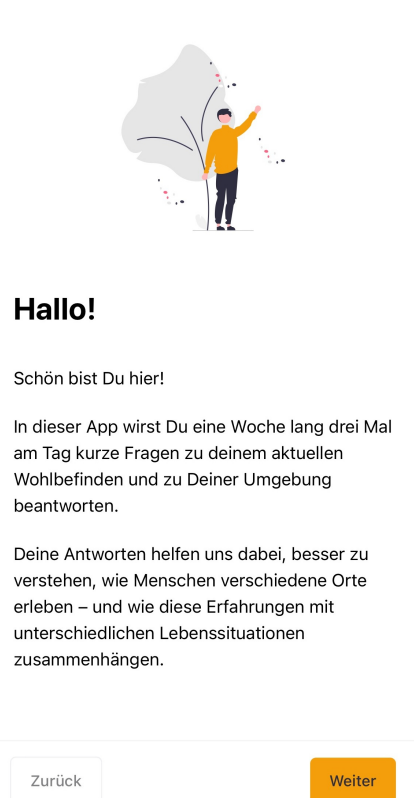 Hallo!
Schön bist Du hier!
In dieser App wirst Du eine Woche lang drei Mal
am Tag kurze Fragen zu deinem aktuellen
Wohlbefinden und zu Deiner Umgebung
beantworten.
Deine Antworten helfen uns dabei, besser zu
verstehen, wie Menschen verschiedene Orte
erleben – und wie diese Erfahrungen mit
unterschiedlichen Lebenssituationen
zusammenhängen.
Zurück
Weiter